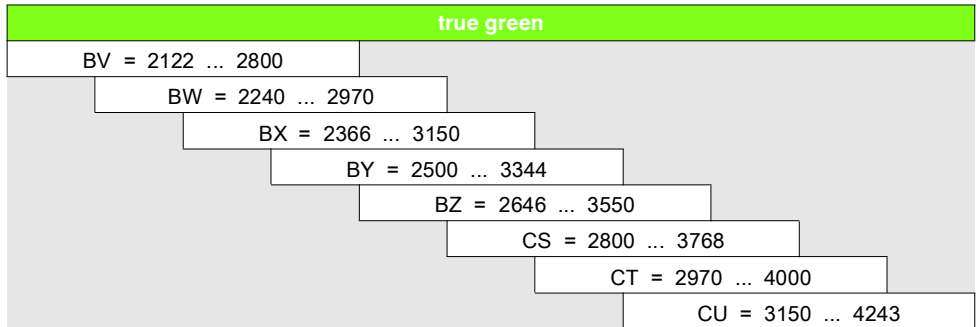 true green
BV = 2122 ... 2800
BW = 2240 ... 2970
BX = 2366 ... 3150
BY = 2500 ... 3344
BZ = 2646 ... 3550
CS = 2800 ... 3768
CT = 2970 ... 4000
CU = 3150 ... 4243